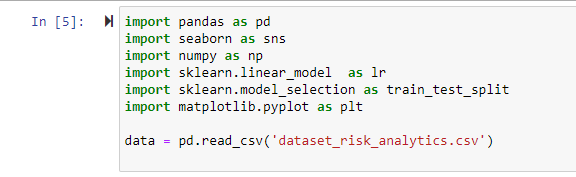 In [5]:
import pandas as pd
import seaborn as sns
import numpy as np
import sklearn.linear_model  as lr
import sklearn.model_selection as train_test_split
import matplotlib.pyplot as plt
data = pd.read_csv('dataset_risk_analytics.csv')